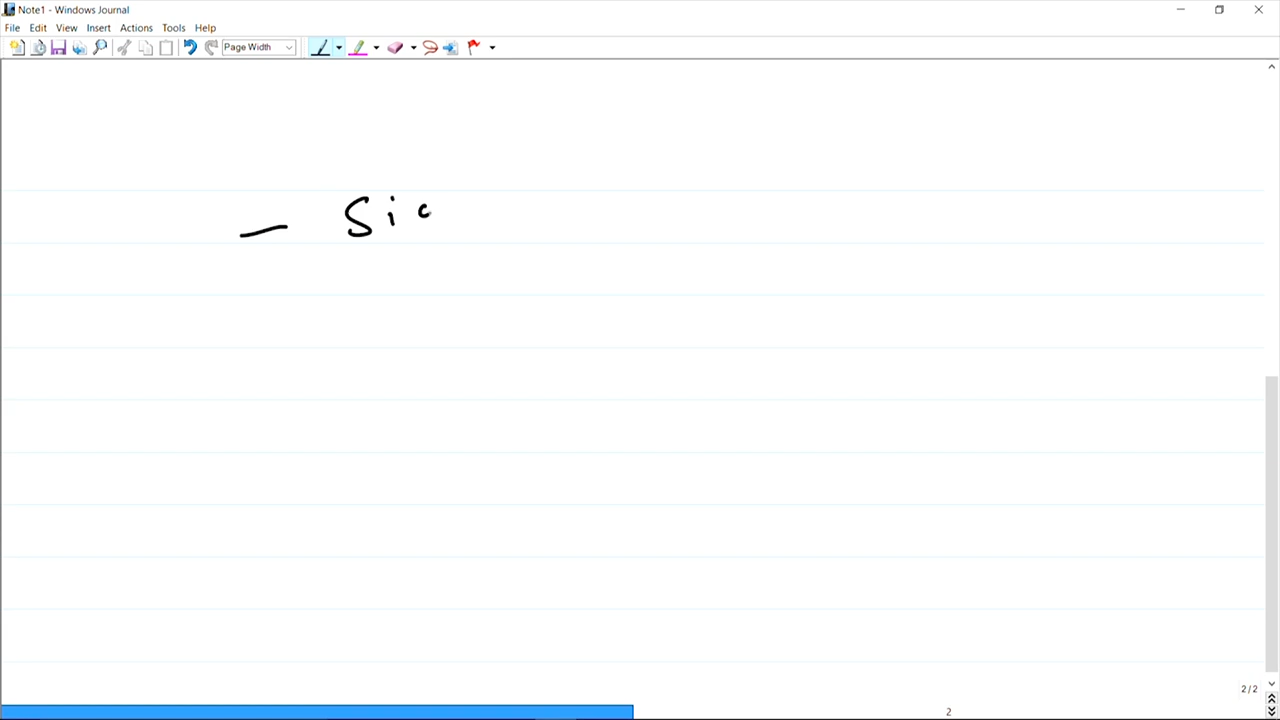 Note1 - Windows Journal
File Edit View Insert Actions Tools Help
Page Width
— Sic
2 / 2
2